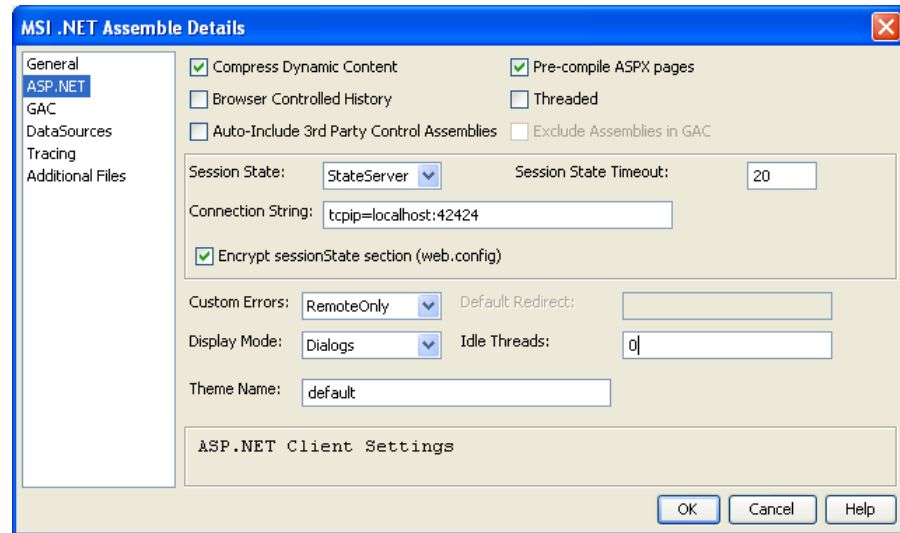 MSI .NET Assemble Details
General
ASP.NET
GAC
DataSources
Tracing
Additional Files
Compress Dynamic Content
Pre-compile ASPX pages
Browser Controlled History
Threaded
Auto-Include 3rd Party Control Assemblies
Exclude Assemblies in GAC
Session State: StateServer
Session State Timeout: 20
Connection String: tcpip=localhost:42424
Encrypt sessionState section (web.config)
Custom Errors: RemoteOnly
Default Redirect:
Display Mode: Dialogs
Idle Threads: 0
Theme Name: default
ASP.NET Client Settings
OK Cancel Help